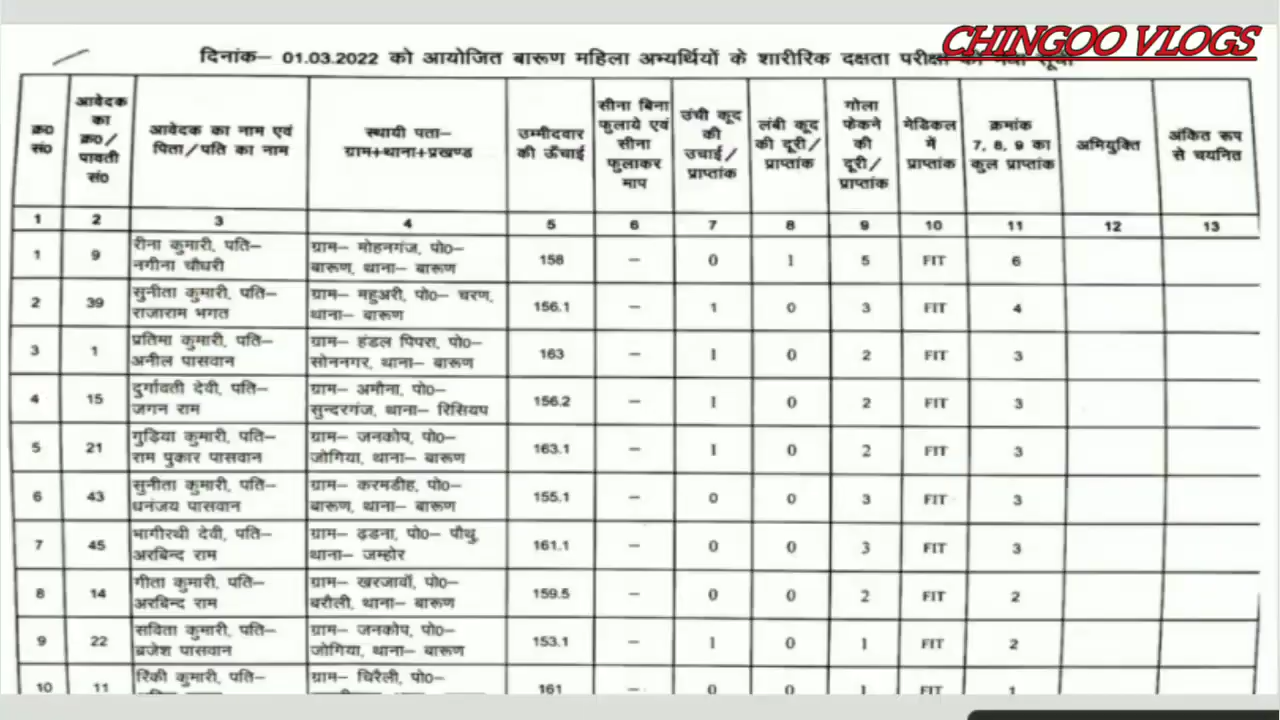 CHINGOO VLOGS
दिनांक– 01.03.2022 को आयोजित बारूण महिला अभ्यर्थियों के शारीरिक दक्षता परीक्षा
क्र0 सं0
आवेदक का क्र0/ पावती सं0
आवेदक का नाम एवं पिता/पति का नाम
स्थायी पता– ग्राम+थाना+प्रखण्ड
उम्मीदवार की ऊँचाई
सीना बिना फुलाये एवं सीना फुलाकर माप
उंची कूद की उचाई/ प्राप्तांक
लंबी कूद की दूरी/ प्राप्तांक
गोला फेकने की दूरी/ प्राप्तांक
मेडिकल में प्राप्तांक
क्रमांक 7, 8, 9 का कुल प्राप्तांक
अभियुक्ति
अंकित रूप से चयनित
1 2 3 4 5 6 7 8 9 10 11 12 13
1 9 रीना कुमारी, पति– नगीना चौधरी ग्राम– मोहनगंज, पो0– बारूण, थाना– बारूण 158 – 0 1 5 FIT 6
2 39 सुनीता कुमारी, पति– राजाराम भगत ग्राम– महुअरी, पो0– चरण, थाना– बारूण 156.1 – 1 0 3 FIT 4
3 1 प्रतिमा कुमारी, पति– अनील पासवान ग्राम– हंडल पिपरा, पो0– सोननगर, थाना– बारूण 163 – 1 0 2 FIT 3
4 15 दुर्गावती देवी, पति– जगन राम ग्राम– अमौना, पो0– सुन्दरगंज, थाना– रिसियप 156.2 – 1 0 2 FIT 3
5 21 गुड़िया कुमारी, पति– राम पुकार पासवान ग्राम– जनकोप, पो0– जोगिया, थाना– बारूण 163.1 – 1 0 2 FIT 3
6 43 सुनीता कुमारी, पति– धनंजय पासवान ग्राम– करमडीह, पो0– बारूण, थाना– बारूण 155.1 – 0 0 3 FIT 3
7 45 भागीरथी देवी, पति– अरबिन्द राम ग्राम– ढ़डना, पो0– पौथु, थाना– जम्होर 161.1 – 0 0 3 FIT 3
8 14 गीता कुमारी, पति– अरबिन्द राम ग्राम– खरजावॉ, पो0– बरौली, थाना– बारूण 159.5 – 0 0 2 FIT 2
9 22 सविता कुमारी, पति– ब्रजेश पासवान ग्राम– जनकोप, पो0– जोगिया, थाना– बारूण 153.1 – 1 0 1 FIT 2
10 11 रिंकी कुमारी, पति– ग्राम– चिरैली, पो0– 161 – 0 0 1 FIT 1